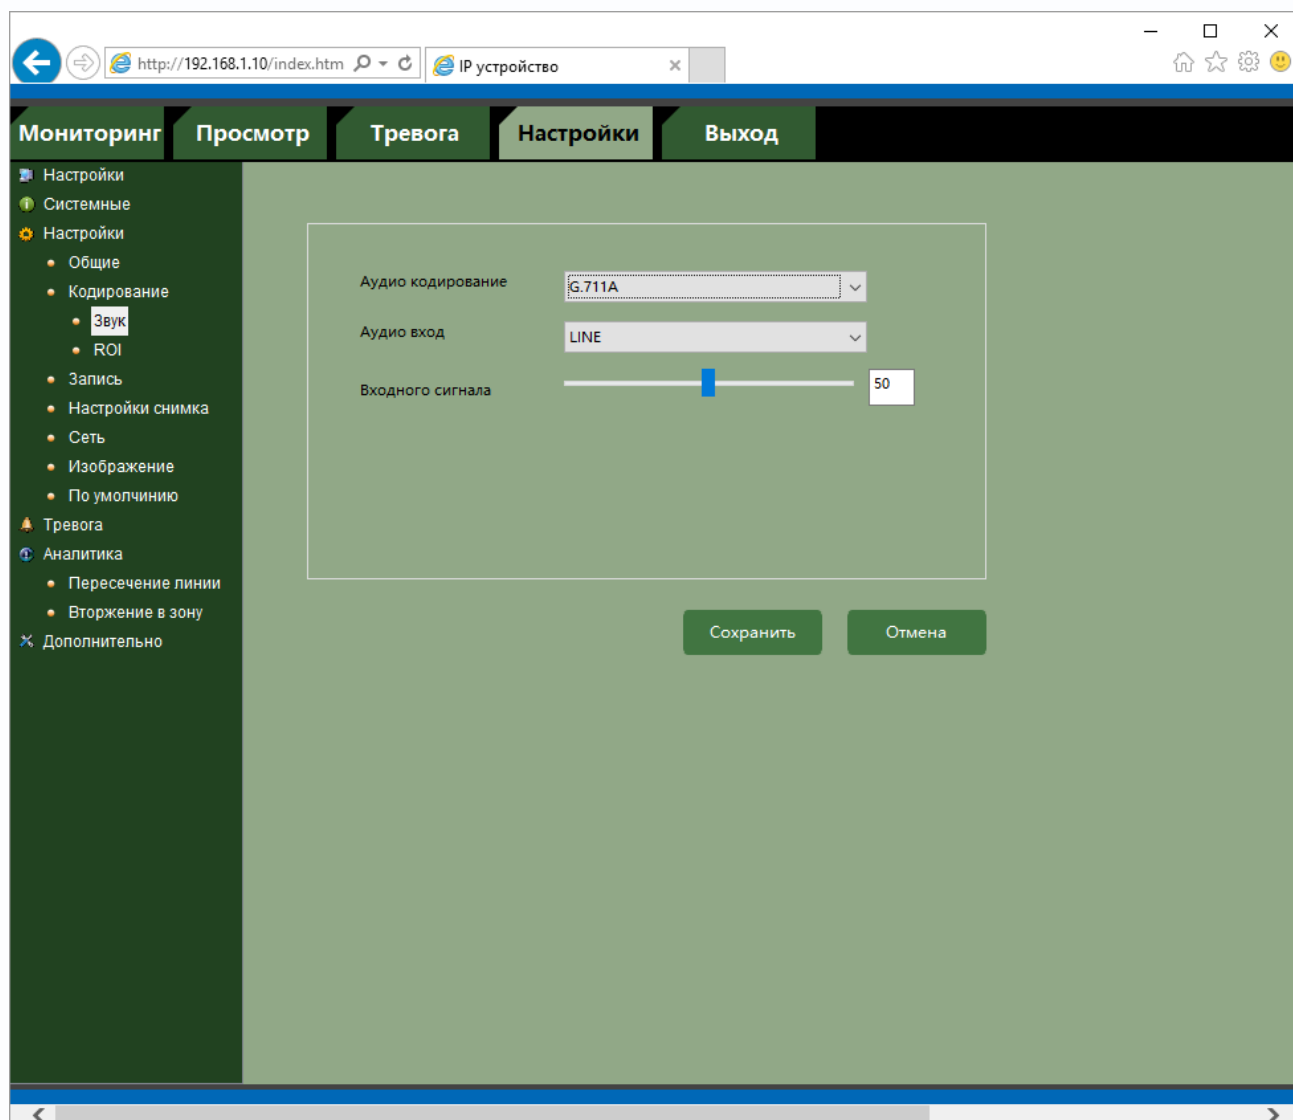 http://192.168.1.10/index.htm
IP устройство
Мониторинг Просмотр Тревога Настройки Выход
Настройки
Системные
Настройки
Общие
Кодирование
Звук
ROI
Запись
Настройки снимка
Сеть
Изображение
По умолчинию
Тревога
Аналитика
Пересечение линии
Вторжение в зону
Дополнительно
Аудио кодирование G.711A
Аудио вход LINE
Входного сигнала 50
Сохранить Отмена